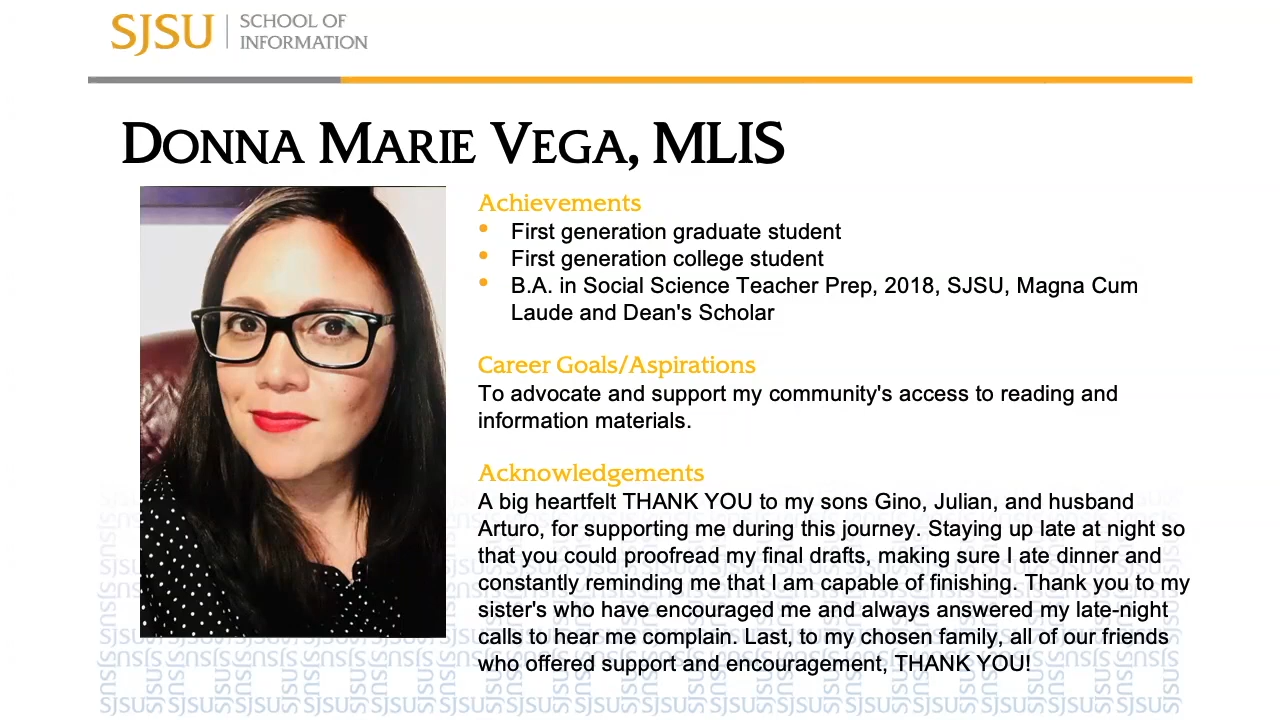 SJSU SCHOOL OF
INFORMATION
DONNA MARIE VEGA, MLIS
Achievements
• First generation graduate student
• First generation college student
• B.A. in Social Science Teacher Prep, 2018, SJSU, Magna Cum
Laude and Dean's Scholar
Career Goals/Aspirations
To advocate and support my community's access to reading and
information materials.
Acknowledgements
A big heartfelt THANK YOU to my sons Gino, Julian, and husband
Arturo, for supporting me during this journey. Staying up late at night so
that you could proofread my final drafts, making sure I ate dinner and
constantly reminding me that I am capable of finishing. Thank you to my
sister's who have encouraged me and always answered my late-night
calls to hear me complain. Last, to my chosen family, all of our friends
who offered support and encouragement, THANK YOU!